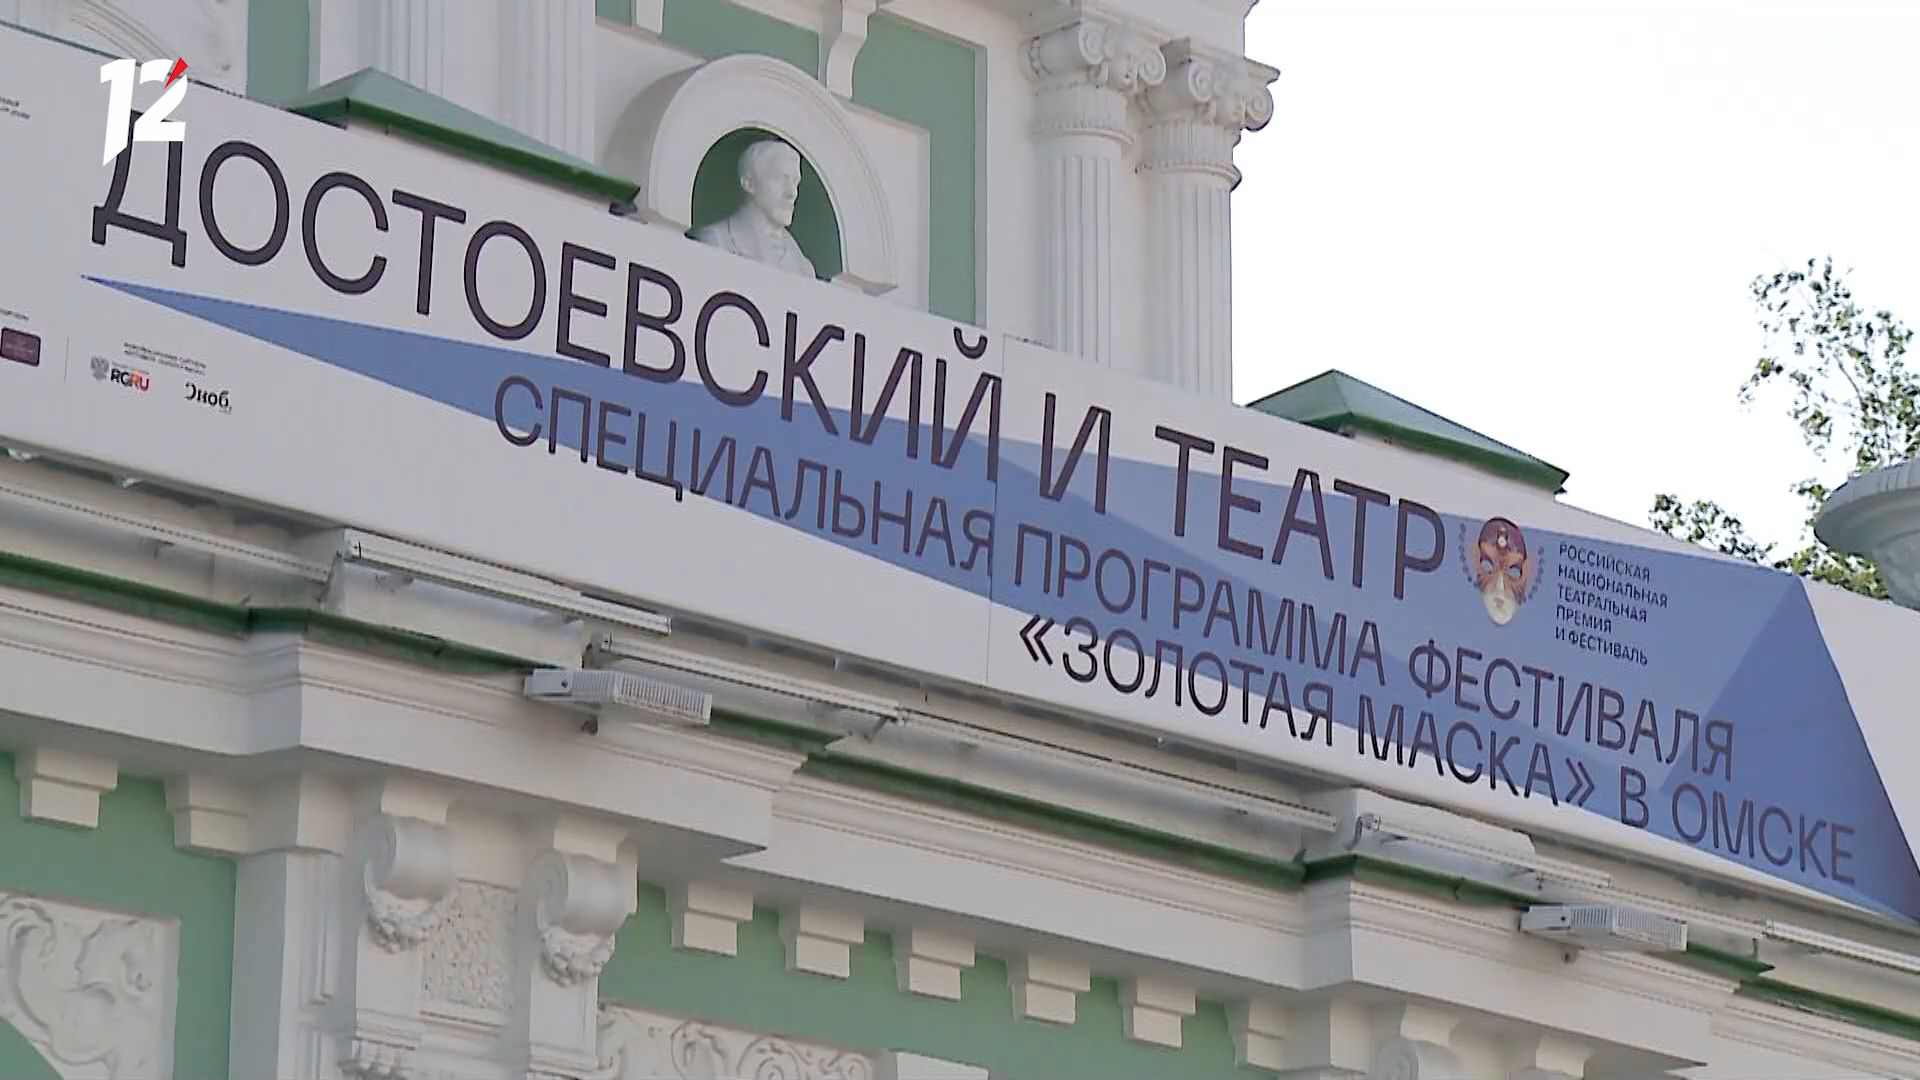 12
ДОСТОЕВСКИЙ И ТЕАТР
СПЕЦИАЛЬНАЯ ПРОГРАММА ФЕСТИВАЛЯ
«ЗОЛОТАЯ МАСКА» В ОМСКЕ
РОССИЙСКАЯ
НАЦИОНАЛЬНАЯ
ТЕАТРАЛЬНАЯ
ПРЕМИЯ
И ФЕСТИВАЛЬ
RGRU
Сноб.